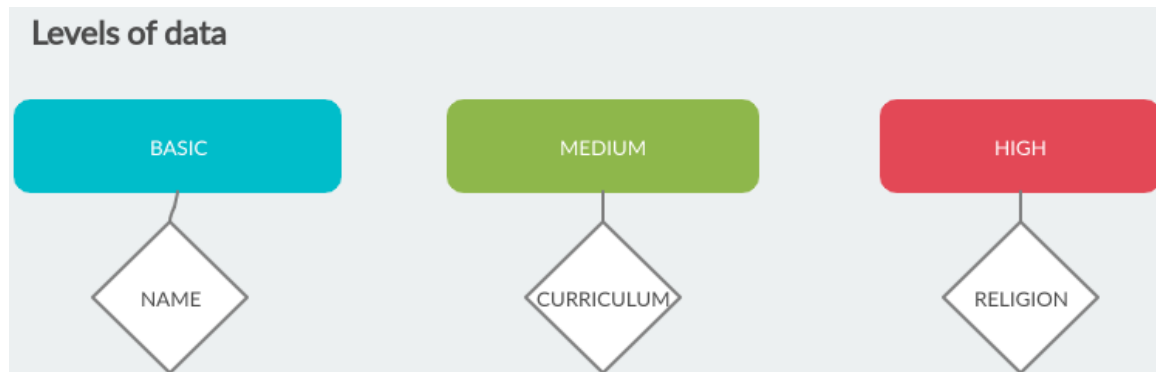 Levels of data
BASIC
MEDIUM
HIGH
NAME
CURRICULUM
RELIGION